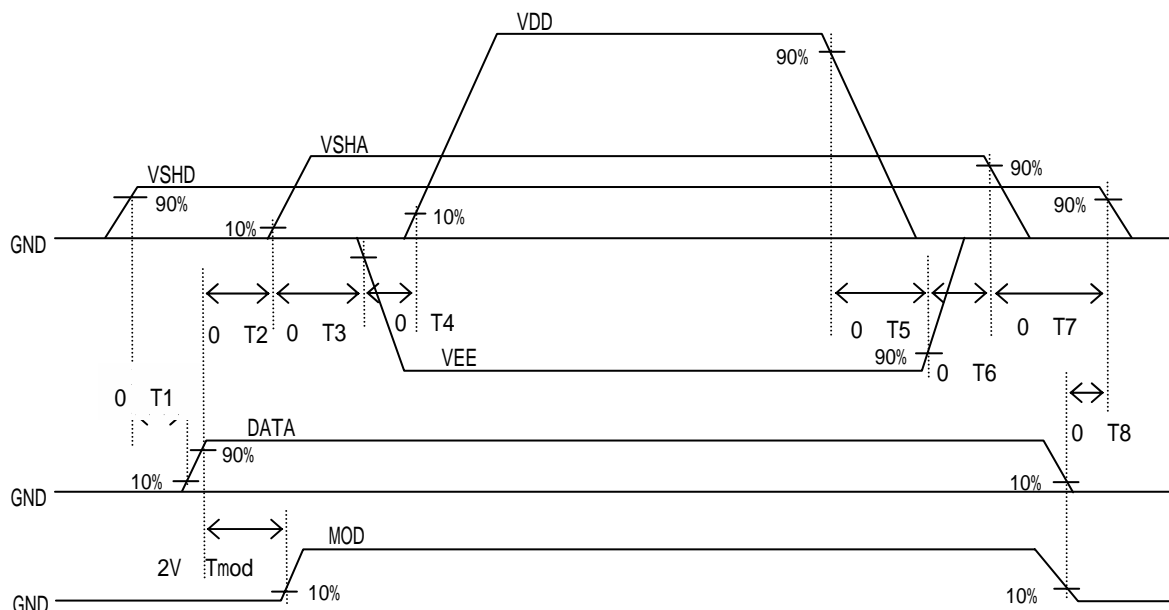 VDD
90%
VSHA
90%
VSHD
90%
10%
10%
90%
GND
0 T2
0 T3
0 T4
0 T5
0 T7
VEE
90%
0 T6
0 T1
0 T8
DATA
90%
10%
10%
GND
MOD
2V Tmod
10%
10%
GND